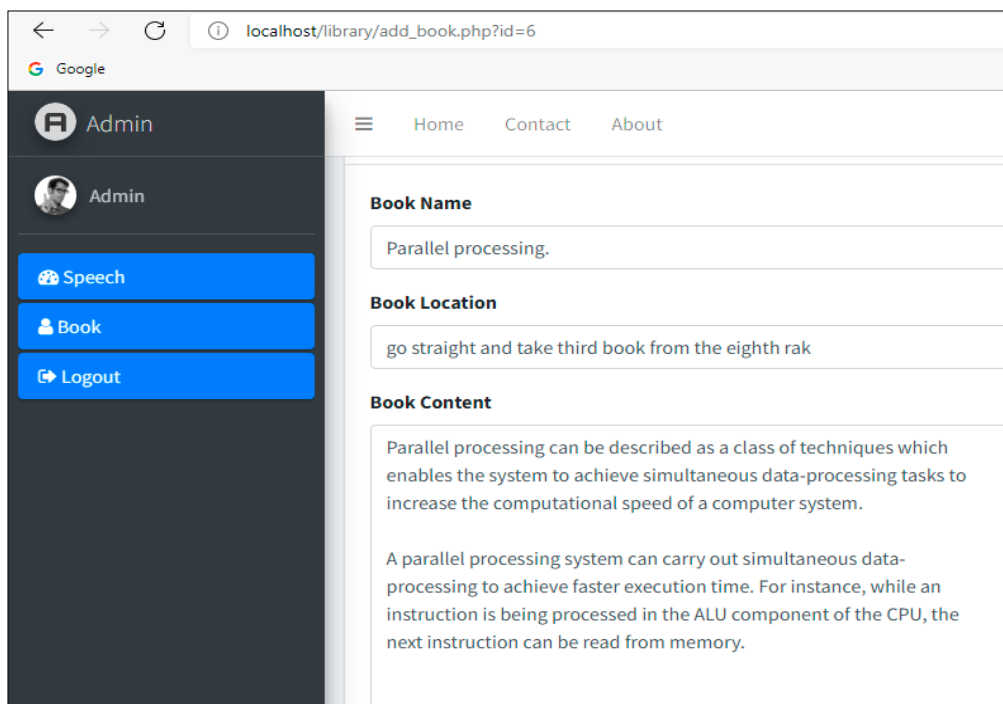 localhost/library/add_book.php?id=6
Google
Admin
Home Contact About
Admin
Speech
Book
Logout
Book Name
Parallel processing.
Book Location
go straight and take third book from the eighth rak
Book Content
Parallel processing can be described as a class of techniques which
enables the system to achieve simultaneous data-processing tasks to
increase the computational speed of a computer system.
A parallel processing system can carry out simultaneous data-
processing to achieve faster execution time. For instance, while an
instruction is being processed in the ALU component of the CPU, the
next instruction can be read from memory.